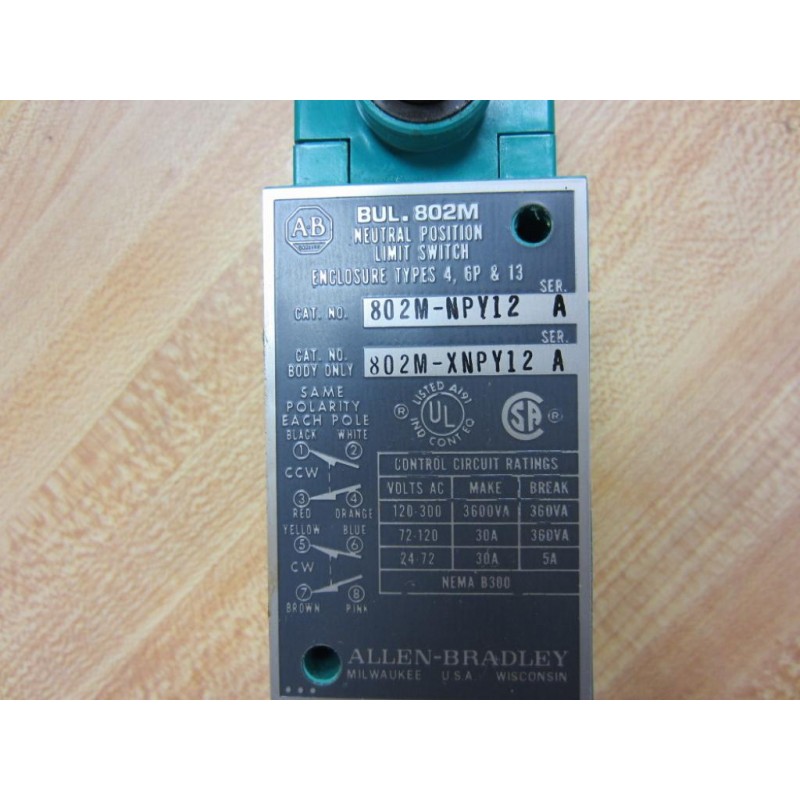 A-B
BUL. 802M
NEUTRAL POSITION
LIMIT SWITCH
ENCLOSURE TYPES 4, 6P & 13
SER.
CAT. NO. 802M-NPY12 A
SER.
CAT. NO.
BODY ONLY 802M-XNPY12 A
SAME
POLARITY
EACH POLE
BLACK WHITE
1 2
CCW
3 4
RED ORANGE
YELLOW BLUE
5 6
CW
7 8
BROWN PINK
LISTED A191
® UL
IND CONT EQ
SA ®
CONTROL CIRCUIT RATINGS
VOLTS AC MAKE BREAK
120-300 3600VA 360VA
72-120 30A 360VA
24-72 30A 5A
NEMA B300
ALLEN-BRADLEY
MILWAUKEE U.S.A. WISCONSIN